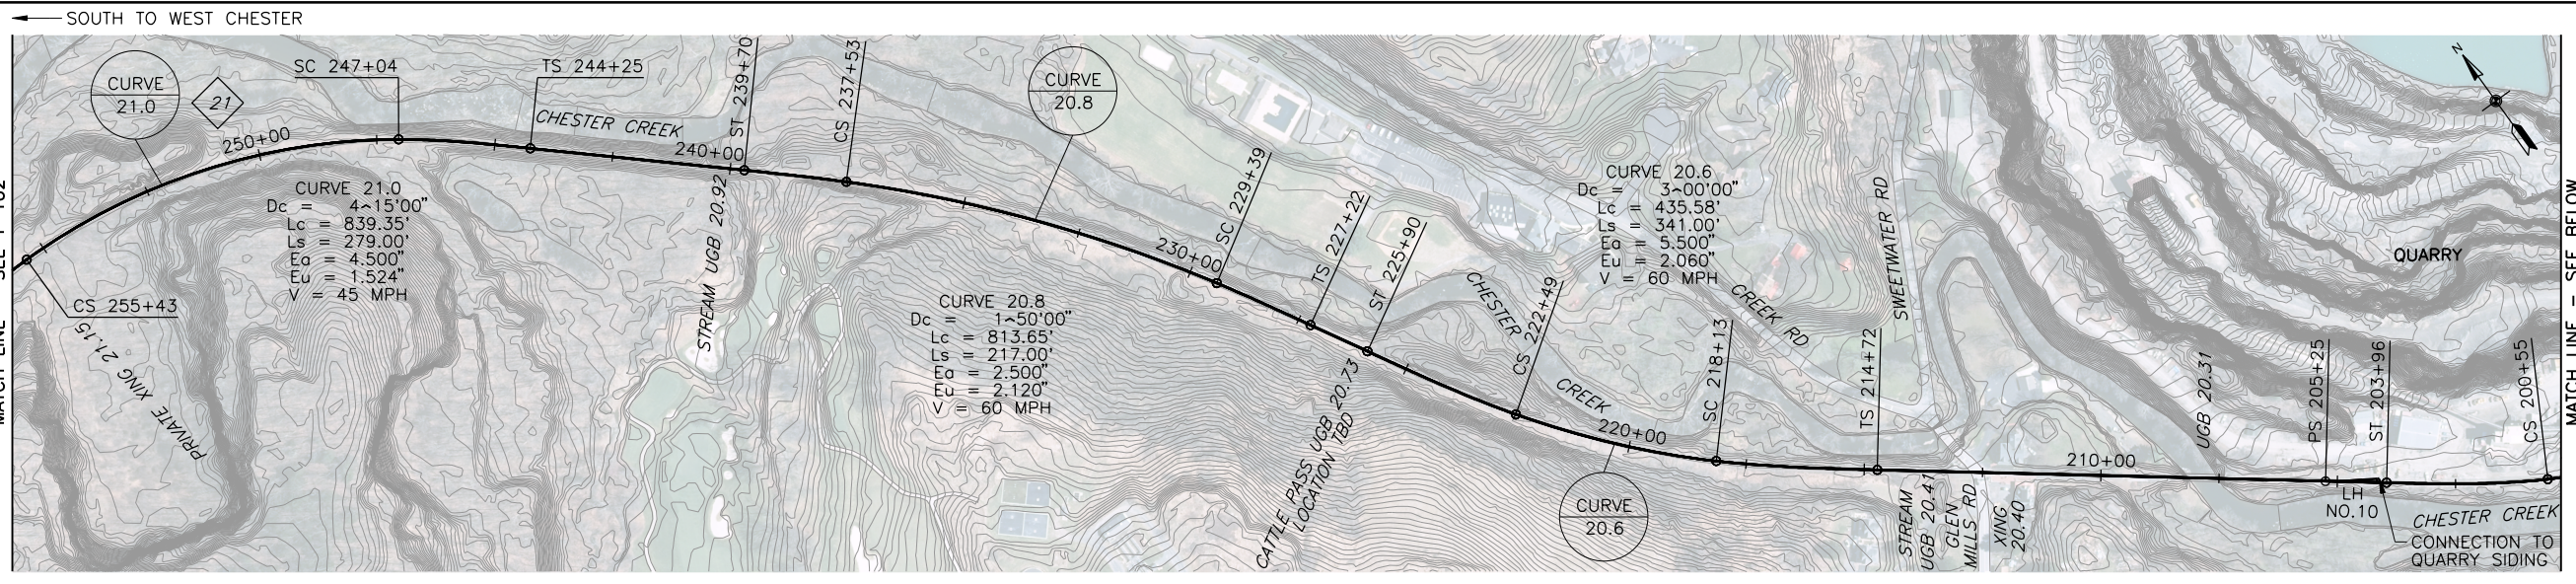 SOUTH TO WEST CHESTER
CURVE
21.0
21
SC 247+04
TS 244+25
ST 239+70
CS 237+53
CURVE
20.8
N
250+00
CHESTER CREEK
240+00
CURVE 21.0
Dc = 4^15'00"
Lc = 839.35'
Ls = 279.00'
Ea = 4.500"
Eu = 1.524"
V = 45 MPH
CS 255+43
PRIVATE XING 21.15
STREAM UGB 20.92
CURVE 20.8
Dc = 1^50'00"
Lc = 813.65'
Ls = 217.00'
Ea = 2.500"
Eu = 2.120"
V = 60 MPH
230+00
SC 229+39
TS 227+22
ST 225+90
CATTLE PASS UGB 20.73
LOCATION TBD
CHESTER
CREEK
CS 222+49
CURVE 20.6
Dc = 3^00'00"
Lc = 435.58'
Ls = 341.00'
Ea = 5.500"
Eu = 2.060"
V = 60 MPH
220+00
CURVE
20.6
SC 218+13
CREEK RD
SWEETWATER RD
TS 214+72
STREAM
UGB 20.41
GLEN
MILLS RD
XING
20.40
210+00
UGB 20.31
QUARRY
PS 205+25
ST 203+96
CS 200+55
LH
NO.10
CHESTER CREEK
CONNECTION TO
QUARRY SIDING
MATCH LINE - SEE BELOW